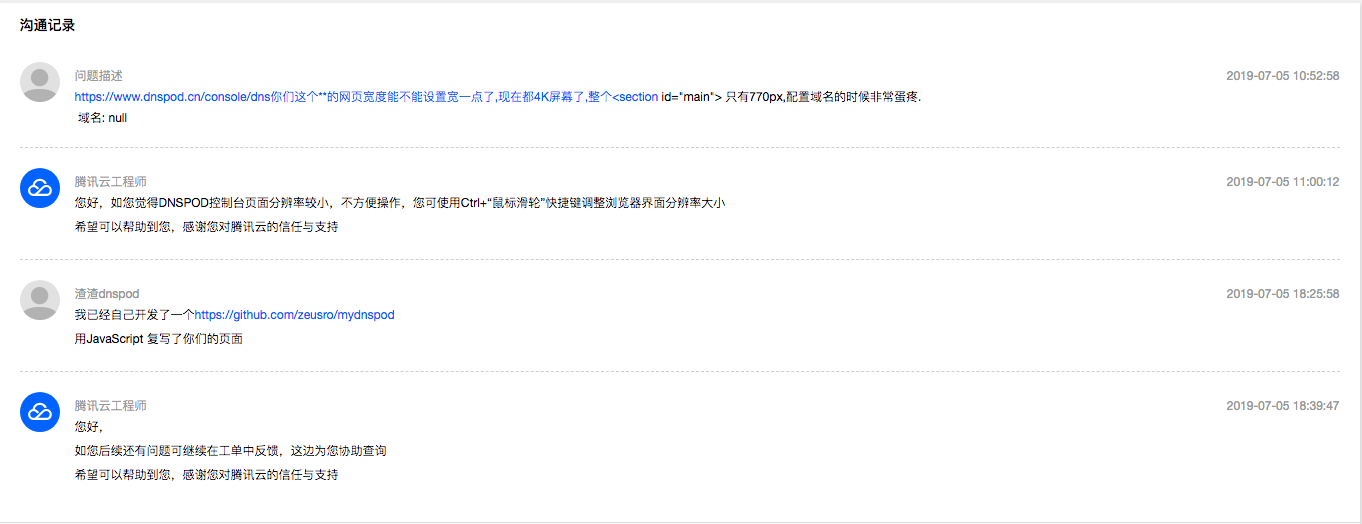 沟通记录
问题描述
2019-07-05 10:52:58
https://www.dnspod.cn/console/dns你们这个**的网页宽度能不能设置宽一点了,现在都4K屏幕了,整个<section id="main"> 只有770px,配置域名的时候非常蛋疼.
域名: null
腾讯云工程师
2019-07-05 11:00:12
您好，如您觉得DNSPOD控制台页面分辨率较小，不方便操作，您可使用Ctrl+“鼠标滑轮”快捷键调整浏览器界面分辨率大小
希望可以帮助到您，感谢您对腾讯云的信任与支持
渣渣dnspod
2019-07-05 18:25:58
我已经自己开发了一个https://github.com/zeusro/mydnspod
用JavaScript 复写了你们的页面
腾讯云工程师
2019-07-05 18:39:47
您好，
如您后续还有问题可继续在工单中反馈，这边为您协助查询
希望可以帮助到您，感谢您对腾讯云的信任与支持